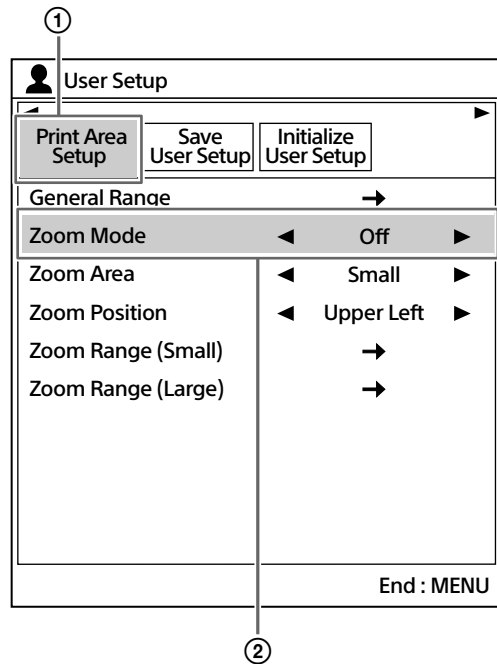 ①
User Setup
◄ ►
Print Area Setup
Save User Setup
Initialize User Setup
General Range →
Zoom Mode ◄ Off ►
Zoom Area ◄ Small ►
Zoom Position ◄ Upper Left ►
Zoom Range (Small) →
Zoom Range (Large) →
End : MENU
②